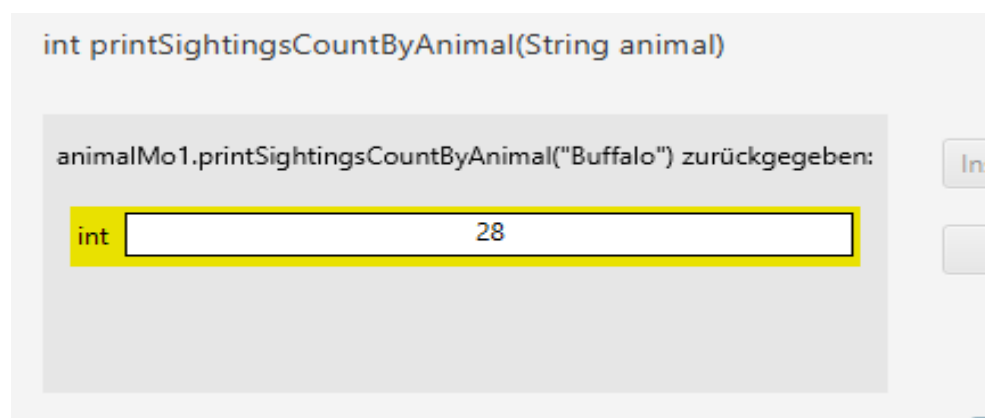 int printSightingsCountByAnimal(String animal)
animalMo1.printSightingsCountByAnimal("Buffalo") zurückgegeben:
int
28